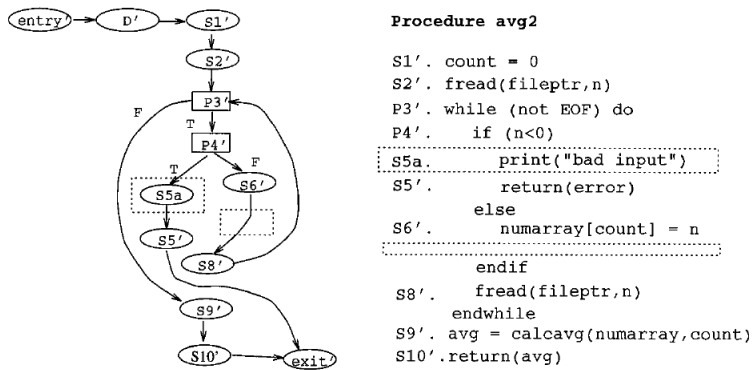 entry' D' S1'
S2'
F P3'
T
P4'
T F
S5a S6'
S5'
S8'
S9'
S10' exit'
Procedure avg2
S1'. count = 0
S2'. fread(fileptr,n)
P3'. while (not EOF) do
P4'. if (n<0)
S5a. print("bad input")
S5'. return(error)
else
S6'. numarray[count] = n
endif
S8'. fread(fileptr,n)
endwhile
S9'. avg = calcavg(numarray,count)
S10'.return(avg)